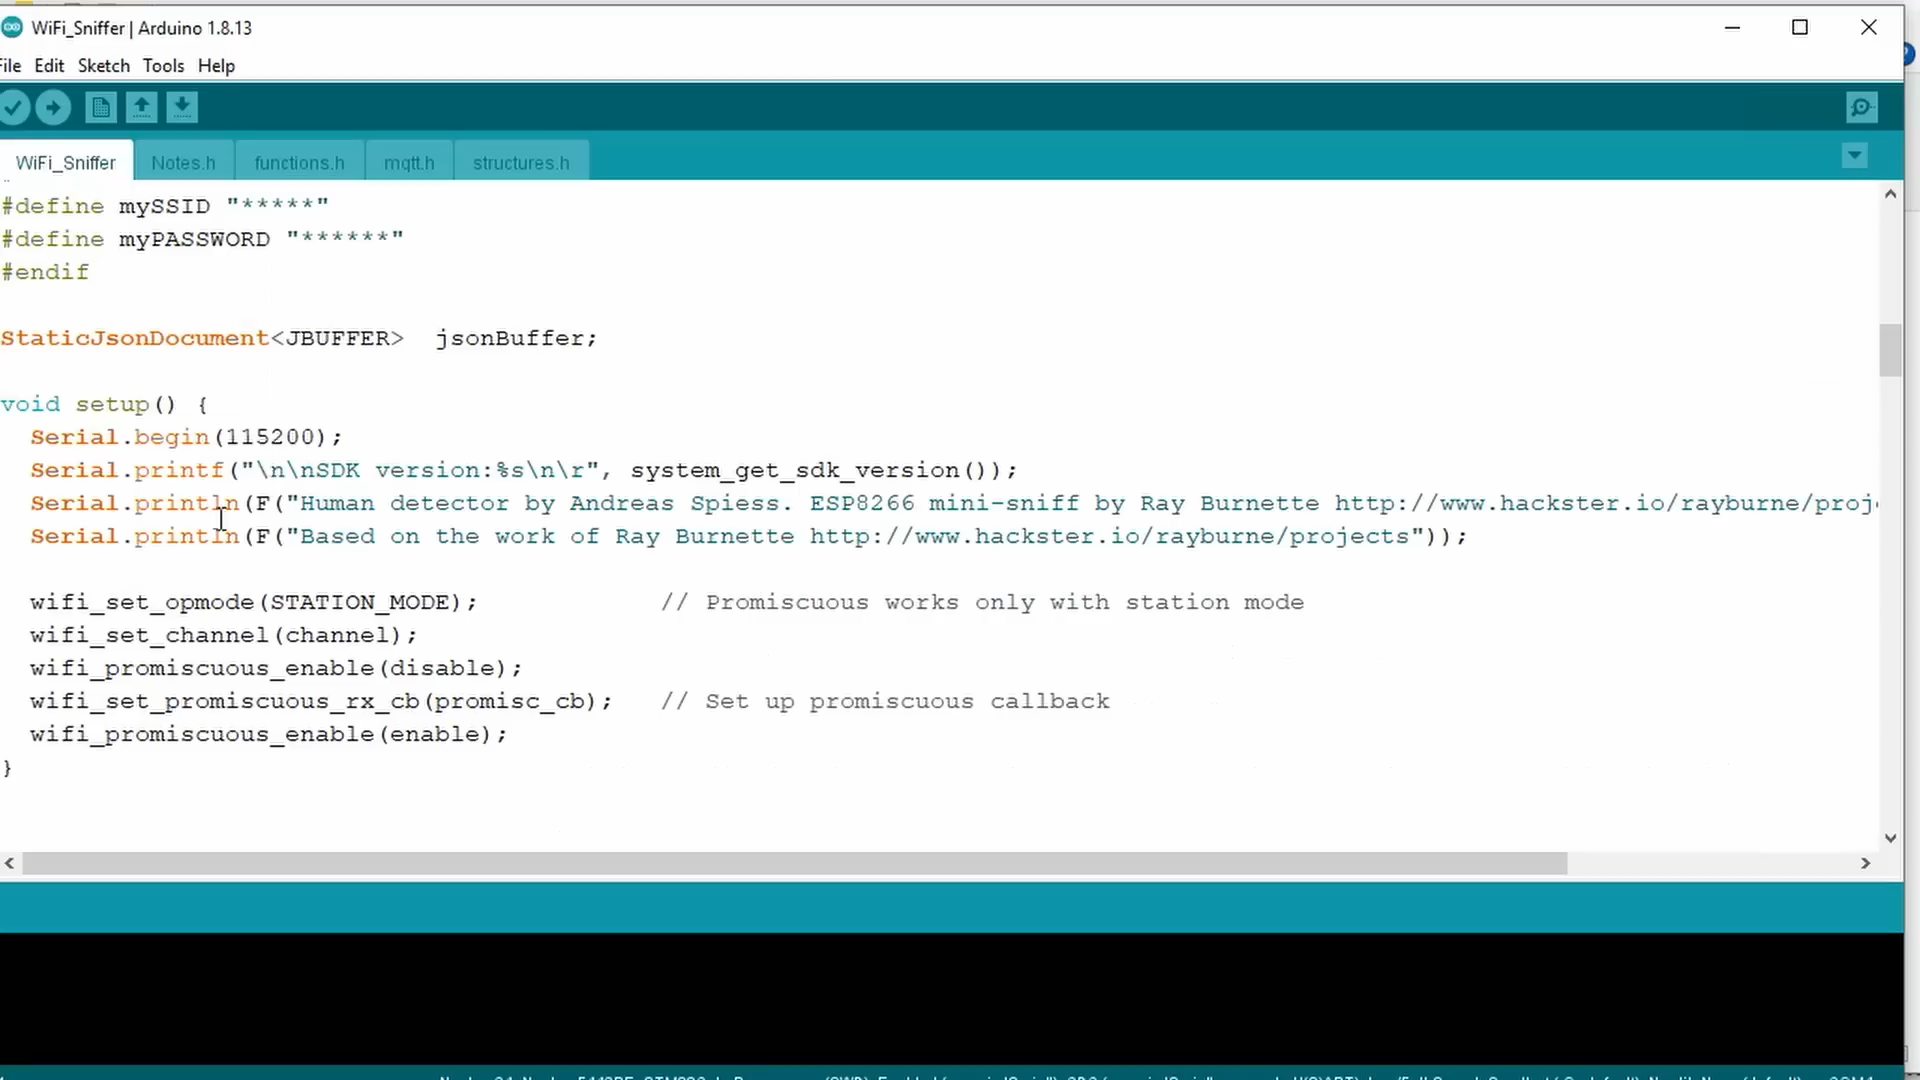 WiFi_Sniffer | Arduino 1.8.13
File Edit Sketch Tools Help
WiFi_Sniffer Notes.h functions.h mqtt.h structures.h
#define mySSID "*****"
#define myPASSWORD "******"
#endif
StaticJsonDocument<JBUFFER>  jsonBuffer;
void setup() {
Serial.begin(115200);
Serial.printf("\n\nSDK version:%s\n\r", system_get_sdk_version());
Serial.println(F("Human detector by Andreas Spiess. ESP8266 mini-sniff by Ray Burnette http://www.hackster.io/rayburne/proj
Serial.println(F("Based on the work of Ray Burnette http://www.hackster.io/rayburne/projects"));
wifi_set_opmode(STATION_MODE);            // Promiscuous works only with station mode
wifi_set_channel(channel);
wifi_promiscuous_enable(disable);
wifi_set_promiscuous_rx_cb(promisc_cb);   // Set up promiscuous callback
wifi_promiscuous_enable(enable);
}